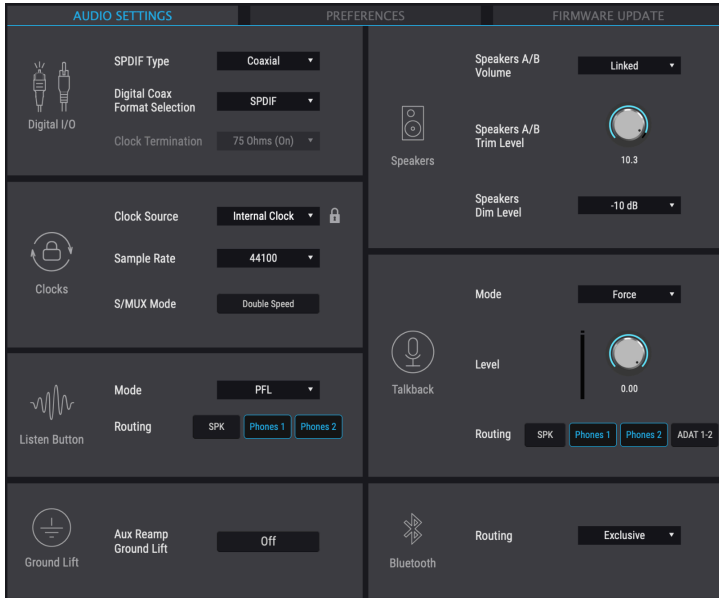 AUDIO SETTINGS
PREFERENCES
FIRMWARE UPDATE
Digital I/O
SPDIF Type
Coaxial
Digital Coax
Format Selection
SPDIF
Clock Termination
75 Ohms (On)
Clocks
Clock Source
Internal Clock
Sample Rate
44100
S/MUX Mode
Double Speed
Listen Button
Mode
PFL
Routing
SPK
Phones 1
Phones 2
Ground Lift
Aux Reamp
Ground Lift
Off
Speakers
Speakers A/B
Volume
Linked
Speakers A/B
Trim Level
10.3
Speakers
Dim Level
-10 dB
Talkback
Mode
Force
Level
0.00
Routing
SPK
Phones 1
Phones 2
ADAT 1-2
Bluetooth
Routing
Exclusive